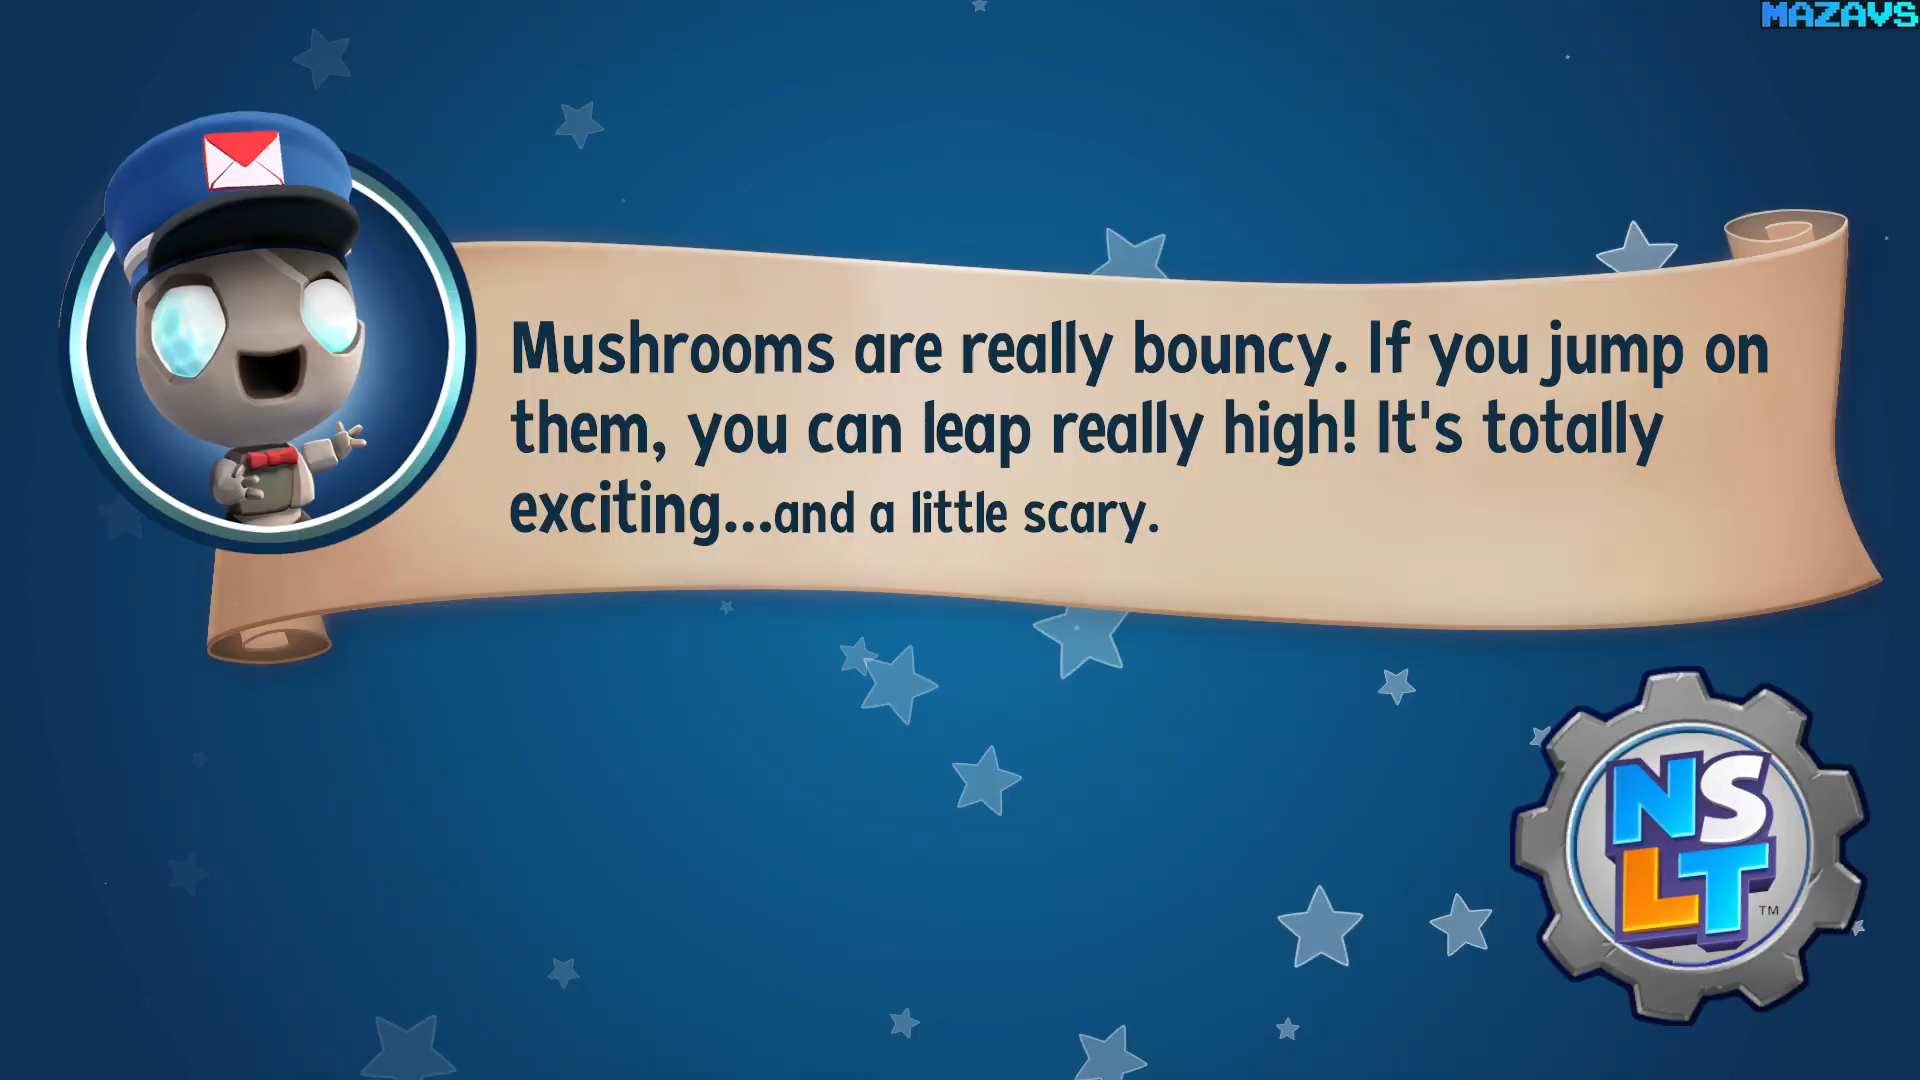 MAZAVS
Mushrooms are really bouncy. If you jump on
them, you can leap really high! It's totally
exciting...and a little scary.
NS
LT
TM